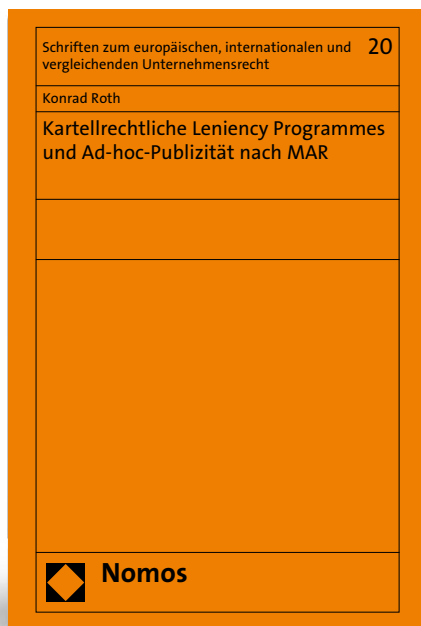 Schriften zum europäischen, internationalen und 20
vergleichenden Unternehmensrecht
Konrad Roth
Kartellrechtliche Leniency Programmes
und Ad-hoc-Publizität nach MAR
Nomos